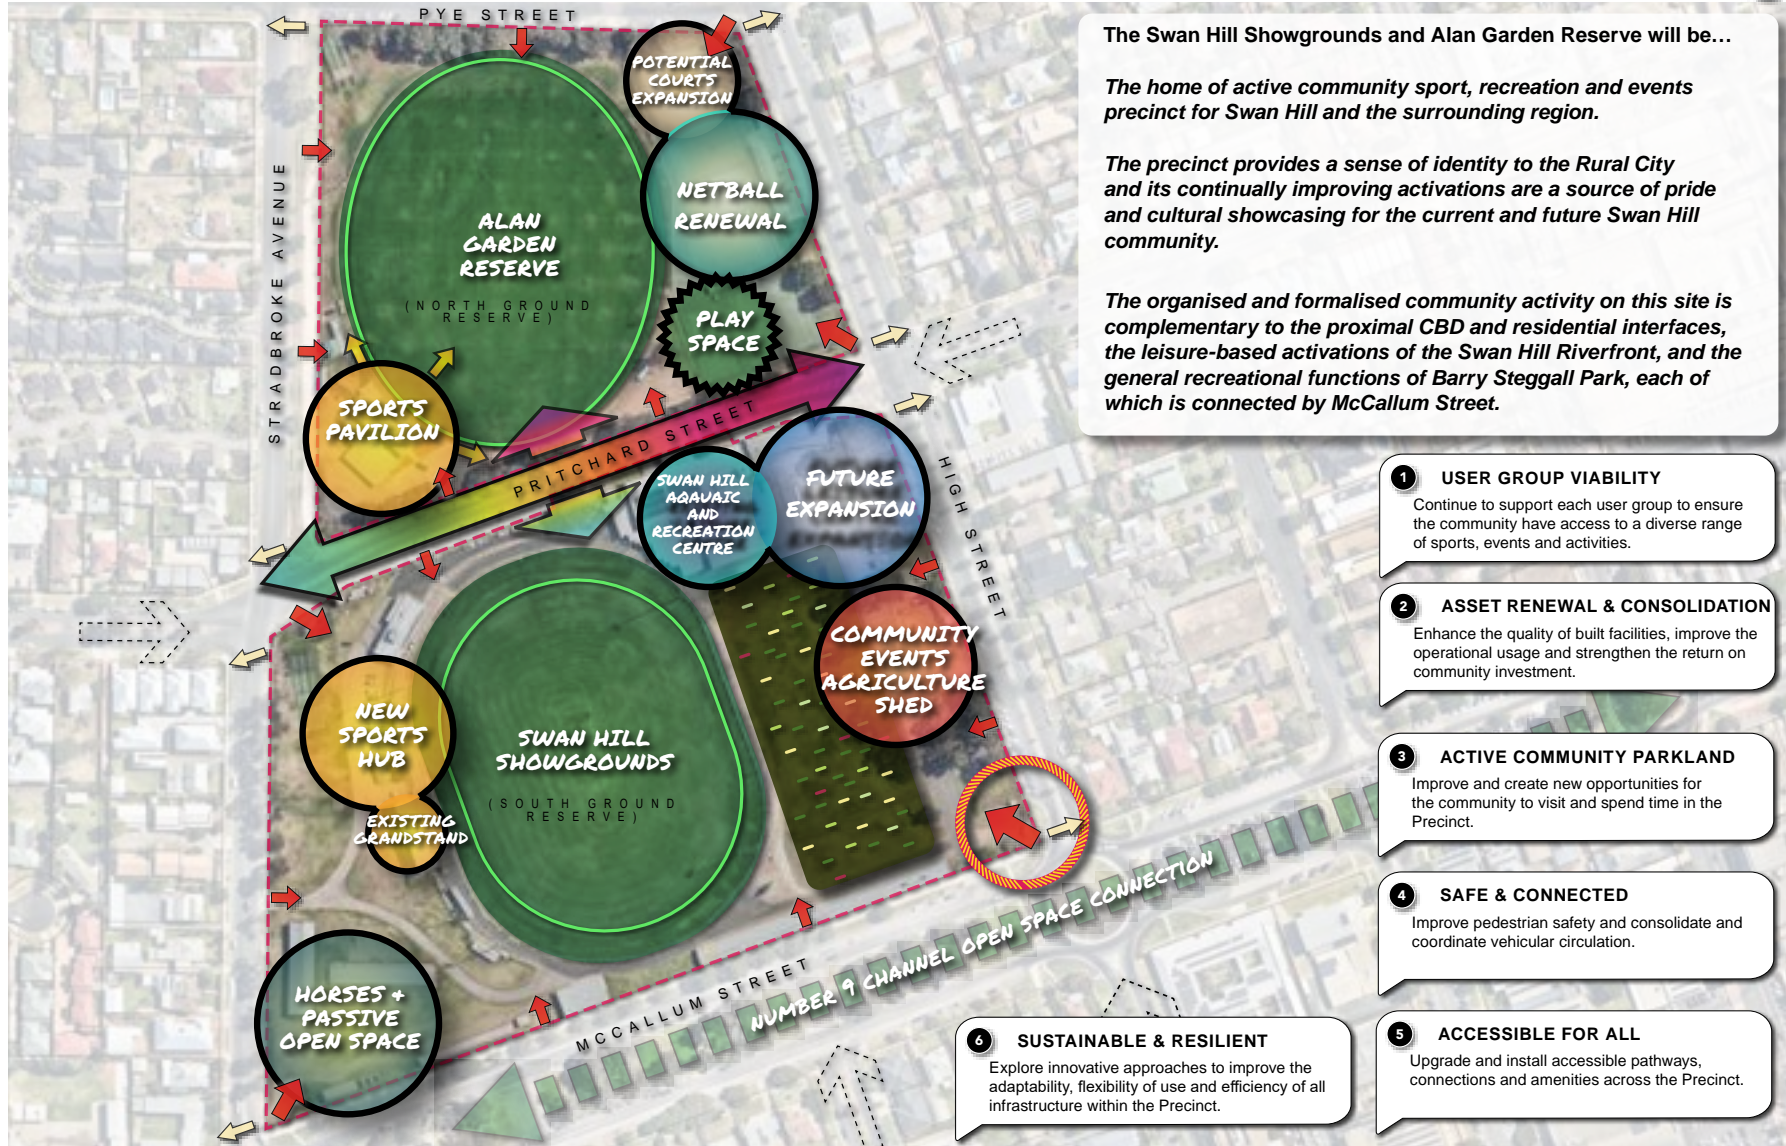 PYE STREET
STRADBROKE AVENUE
POTENTIAL
COURTS
EXPANSION
NETBALL
RENEWAL
ALAN
GARDEN
RESERVE
(NORTH GROUND
RESERVE)
PLAY
SPACE
SPORTS
PAVILION
PRITCHARD STREET
SWAN HILL
AQAUAIC
AND
RECREATION
CENTRE
FUTURE
EXPANSION
HIGH STREET
COMMUNITY
EVENTS
AGRICULTURE
SHED
NEW
SPORTS
HUB
SWAN HILL
SHOWGROUNDS
(SOUTH GROUND
RESERVE)
EXISTING
GRANDSTAND
HORSES +
PASSIVE
OPEN SPACE
MCCALLUM STREET
NUMBER 9 CHANNEL OPEN SPACE CONNECTION
The Swan Hill Showgrounds and Alan Garden Reserve will be…
The home of active community sport, recreation and events
precinct for Swan Hill and the surrounding region.
The precinct provides a sense of identity to the Rural City
and its continually improving activations are a source of pride
and cultural showcasing for the current and future Swan Hill
community.
The organised and formalised community activity on this site is
complementary to the proximal CBD and residential interfaces,
the leisure-based activations of the Swan Hill Riverfront, and the
general recreational functions of Barry Steggall Park, each of
which is connected by McCallum Street.
1 USER GROUP VIABILITY
Continue to support each user group to ensure
the community have access to a diverse range
of sports, events and activities.
2 ASSET RENEWAL & CONSOLIDATION
Enhance the quality of built facilities, improve the
operational usage and strengthen the return on
community investment.
3 ACTIVE COMMUNITY PARKLAND
Improve and create new opportunities for
the community to visit and spend time in the
Precinct.
4 SAFE & CONNECTED
Improve pedestrian safety and consolidate and
coordinate vehicular circulation.
5 ACCESSIBLE FOR ALL
Upgrade and install accessible pathways,
connections and amenities across the Precinct.
6 SUSTAINABLE & RESILIENT
Explore innovative approaches to improve the
adaptability, flexibility of use and efficiency of all
infrastructure within the Precinct.